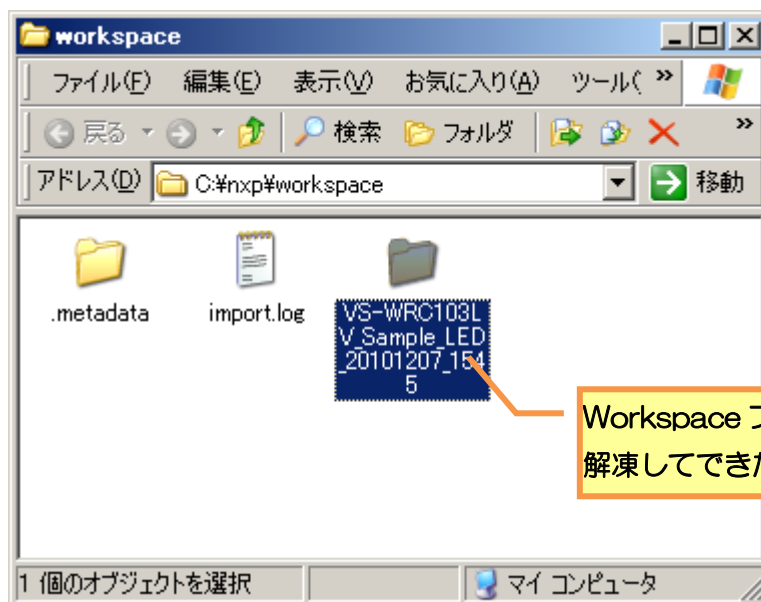 workspace
ファイル(F) 編集(E) 表示(V) お気に入り(A) ツール( »
戻る 検索 フォルダ »
アドレス(D) C:¥nxp¥workspace 移動
.metadata
import.log
VS-WRC103L
V_Sample_LED
_20101207_154
5
Workspace フ
解凍してでき
1 個のオブジェクトを選択 マイ コンピュータ